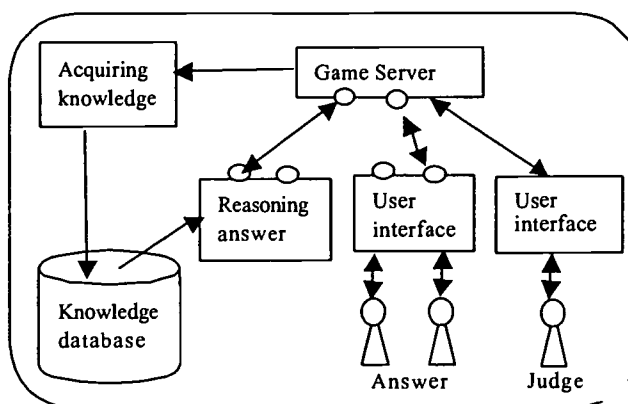 Acquiring
knowledge
Game Server
Reasoning
answer
User
interface
User
interface
Knowledge
database
Answer
Judge